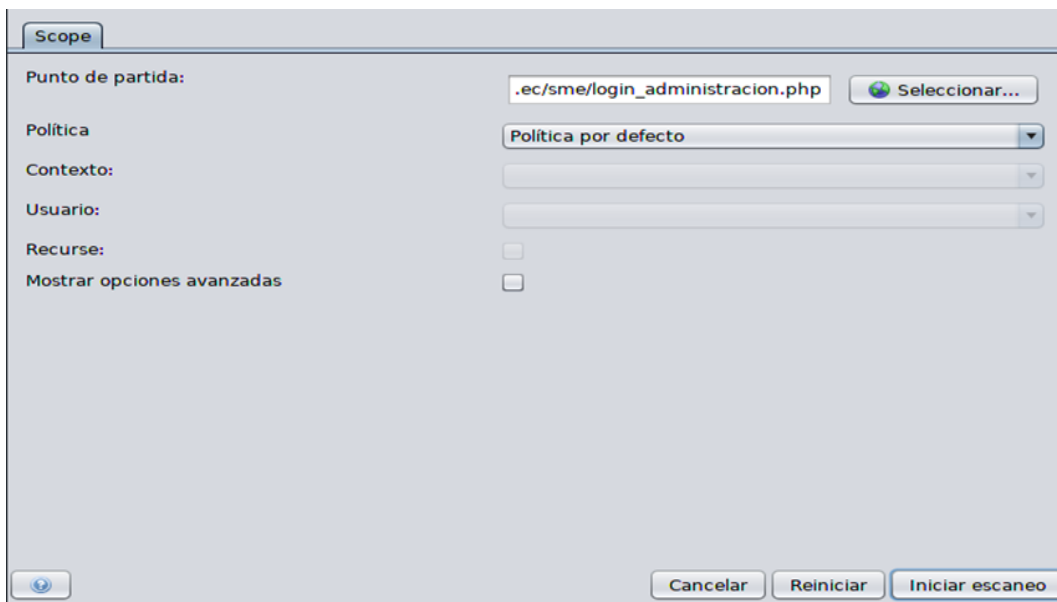 Scope
Punto de partida:
.ec/sme/login_administracion.php
Seleccionar...
Política
Política por defecto
Contexto:
Usuario:
Recurse:
Mostrar opciones avanzadas
Cancelar
Reiniciar
Iniciar escaneo